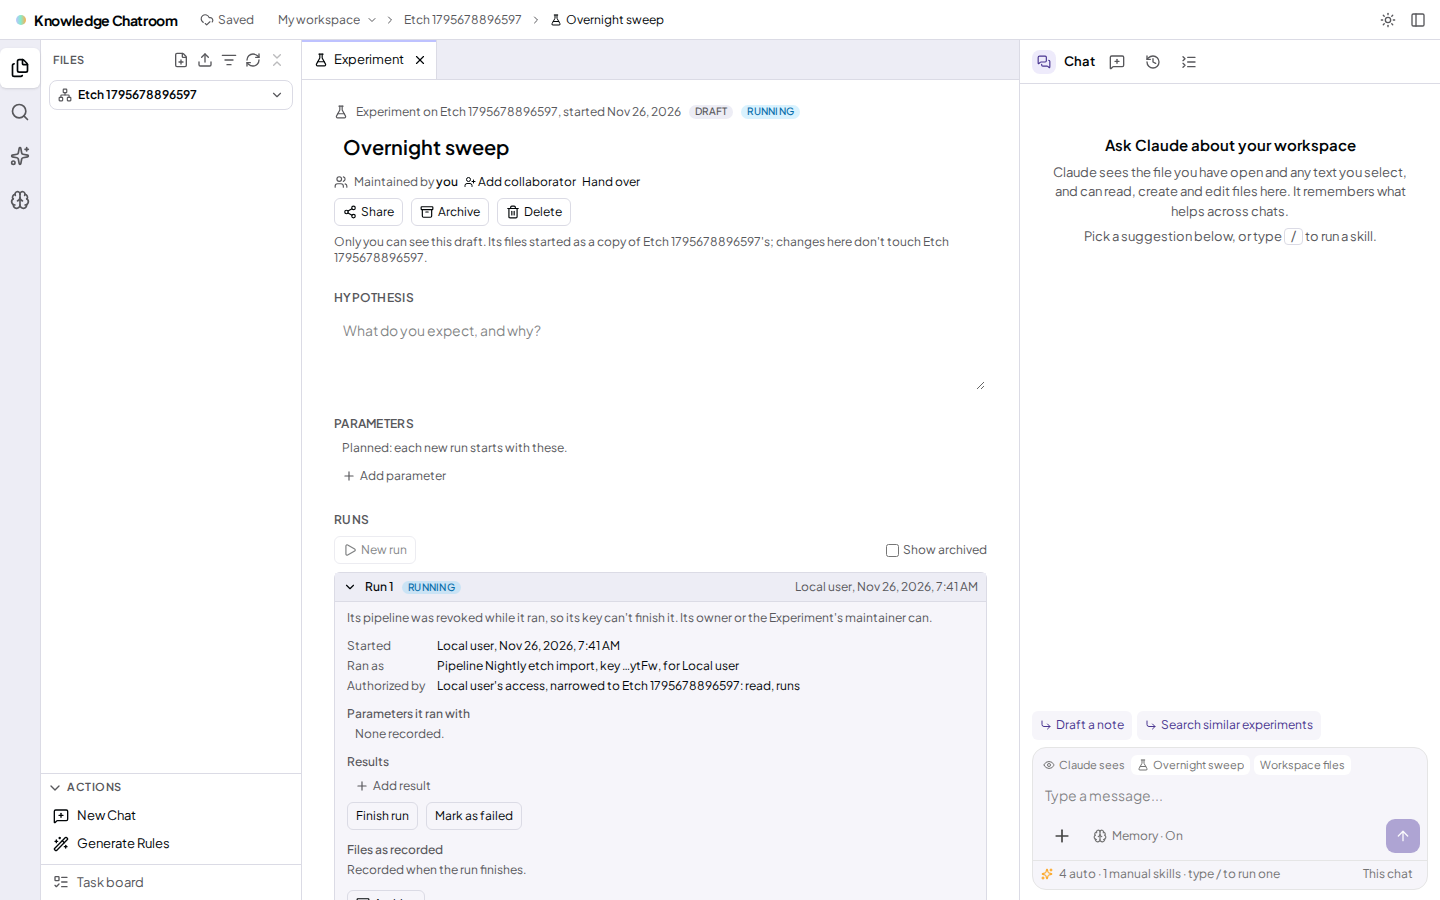 Knowledge Chatroom
Saved
My workspace
Etch 1795678896597
Overnight sweep
FILES
Etch 1795678896597
ACTIONS
New Chat
Generate Rules
Task board
Experiment
Experiment on Etch 1795678896597, started Nov 26, 2026 DRAFT RUNNING
Overnight sweep
Maintained by you Add collaborator Hand over
Share Archive Delete
Only you can see this draft. Its files started as a copy of Etch 1795678896597's; changes here don't touch Etch
1795678896597.
HYPOTHESIS
What do you expect, and why?
PARAMETERS
Planned: each new run starts with these.
Add parameter
RUNS
New run Show archived
Run 1 RUNNING Local user, Nov 26, 2026, 7:41 AM
Its pipeline was revoked while it ran, so its key can't finish it. Its owner or the Experiment's maintainer can.
Started Local user, Nov 26, 2026, 7:41 AM
Ran as Pipeline Nightly etch import, key …ytFw, for Local user
Authorized by Local user's access, narrowed to Etch 1795678896597: read, runs
Parameters it ran with
None recorded.
Results
Add result
Finish run Mark as failed
Files as recorded
Recorded when the run finishes.
Chat
Ask Claude about your workspace
Claude sees the file you have open and any text you select,
and can read, create and edit files here. It remembers what
helps across chats.
Pick a suggestion below, or type / to run a skill.
Draft a note Search similar experiments
Claude sees Overnight sweep Workspace files
Type a message...
Memory · On
4 auto · 1 manual skills · type / to run one This chat